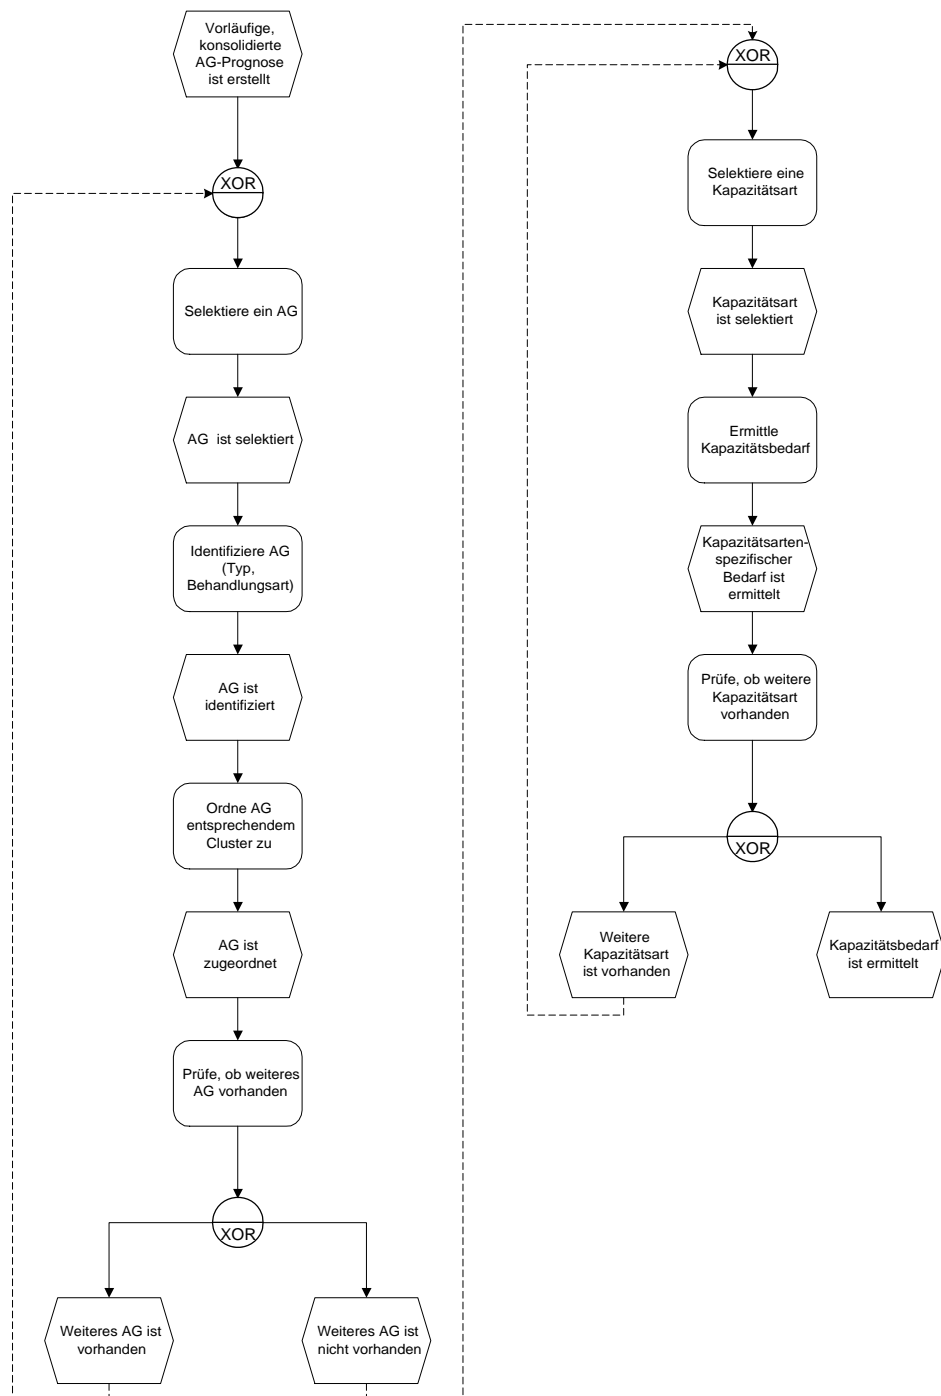 Vorläufige,
konsolidierte
AG-Prognose
ist erstellt
XOR
Selektiere ein AG
AG ist selektiert
Identifiziere AG
(Typ,
Behandlungsart)
AG ist
identifiziert
Ordne AG
entsprechendem
Cluster zu
AG ist
zugeordnet
Prüfe, ob weiteres
AG vorhanden
XOR
Weiteres AG ist
vorhanden
Weiteres AG ist
nicht vorhanden
XOR
Selektiere eine
Kapazitätsart
Kapazitätsart
ist selektiert
Ermittle
Kapazitätsbedarf
Kapazitätsarten-
spezifischer
Bedarf ist
ermittelt
Prüfe, ob weitere
Kapazitätsart
vorhanden
XOR
Weitere
Kapazitätsart
ist vorhanden
Kapazitätsbedarf
ist ermittelt